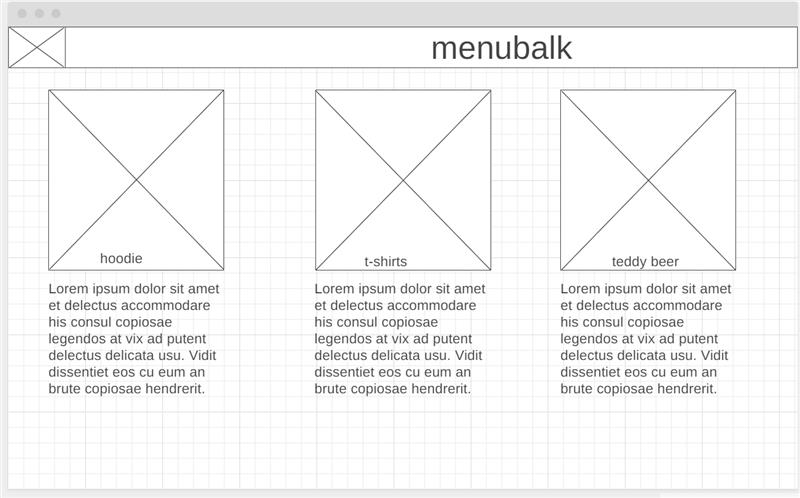 menubalk
hoodie
t-shirts
teddy beer
Lorem ipsum dolor sit amet
et delectus accommodare
his consul copiosae
legendos at vix ad putent
delectus delicata usu. Vidit
dissentiet eos cu eum an
brute copiosae hendrerit.
Lorem ipsum dolor sit amet
et delectus accommodare
his consul copiosae
legendos at vix ad putent
delectus delicata usu. Vidit
dissentiet eos cu eum an
brute copiosae hendrerit.
Lorem ipsum dolor sit amet
et delectus accommodare
his consul copiosae
legendos at vix ad putent
delectus delicata usu. Vidit
dissentiet eos cu eum an
brute copiosae hendrerit.